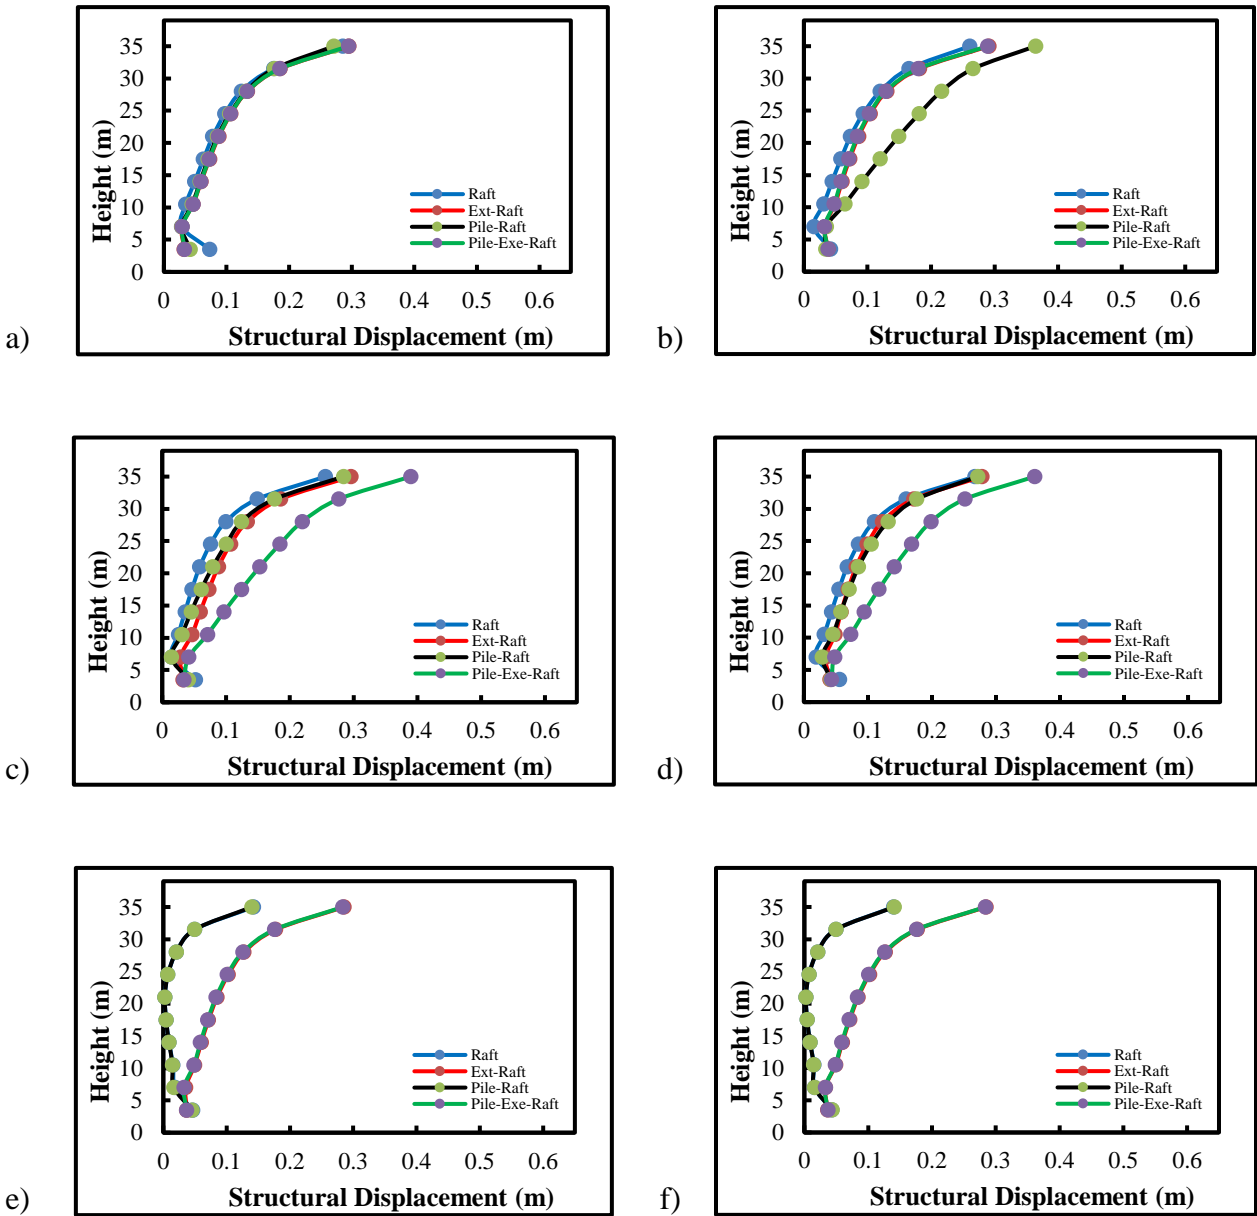 35
30
25
20
15
10
5
0
Height (m)
Raft
Ext-Raft
Pile-Raft
Pile-Exe-Raft
0 0.1 0.2 0.3 0.4 0.5 0.6
Structural Displacement (m)
a)
35
30
25
20
15
10
5
0
Height (m)
Raft
Ext-Raft
Pile-Raft
Pile-Exe-Raft
0 0.1 0.2 0.3 0.4 0.5 0.6
Structural Displacement (m)
b)
35
30
25
20
15
10
5
0
Height (m)
Raft
Ext-Raft
Pile-Raft
Pile-Exe-Raft
0 0.1 0.2 0.3 0.4 0.5 0.6
Structural Displacement (m)
c)
35
30
25
20
15
10
5
0
Height (m)
Raft
Ext-Raft
Pile-Raft
Pile-Exe-Raft
0 0.1 0.2 0.3 0.4 0.5 0.6
Structural Displacement (m)
d)
35
30
25
20
15
10
5
0
Height (m)
Raft
Ext-Raft
Pile-Raft
Pile-Exe-Raft
0 0.1 0.2 0.3 0.4 0.5 0.6
Structural Displacement (m)
e)
35
30
25
20
15
10
5
0
Height (m)
Raft
Ext-Raft
Pile-Raft
Pile-Exe-Raft
0 0.1 0.2 0.3 0.4 0.5 0.6
Structural Displacement (m)
f)